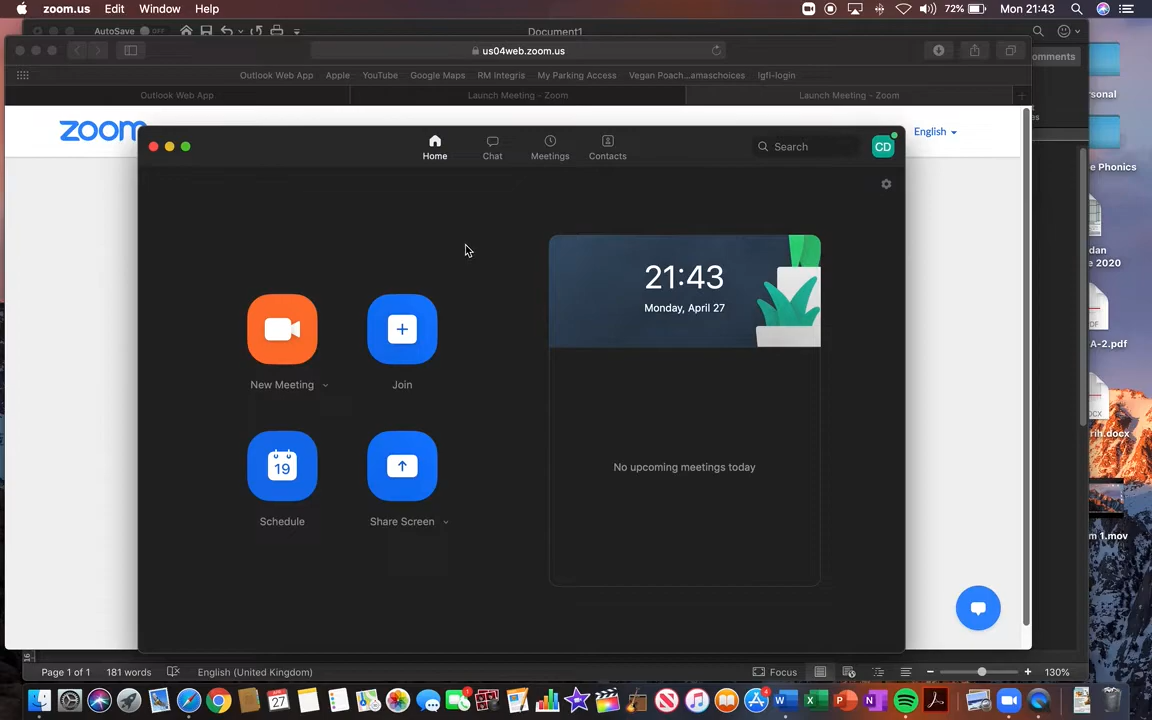 zoom.us Edit Window Help 72% Mon 21:43
AutoSave OFF Document1
us04web.zoom.us
omments
Outlook Web App Apple YouTube Google Maps RM Integris My Parking Access Vegan Poach...amaschoices lgfl-login
Outlook Web App Launch Meeting - Zoom Launch Meeting - Zoom
rsonal
zoom English
Home Chat Meetings Contacts Search CD
e Phonics
21:43
Monday, April 27
dan
e 2020
New Meeting Join
A-2.pdf
rih.docx
No upcoming meetings today
19
Schedule Share Screen
m 1.mov
Page 1 of 1 181 words English (United Kingdom) Focus 130%